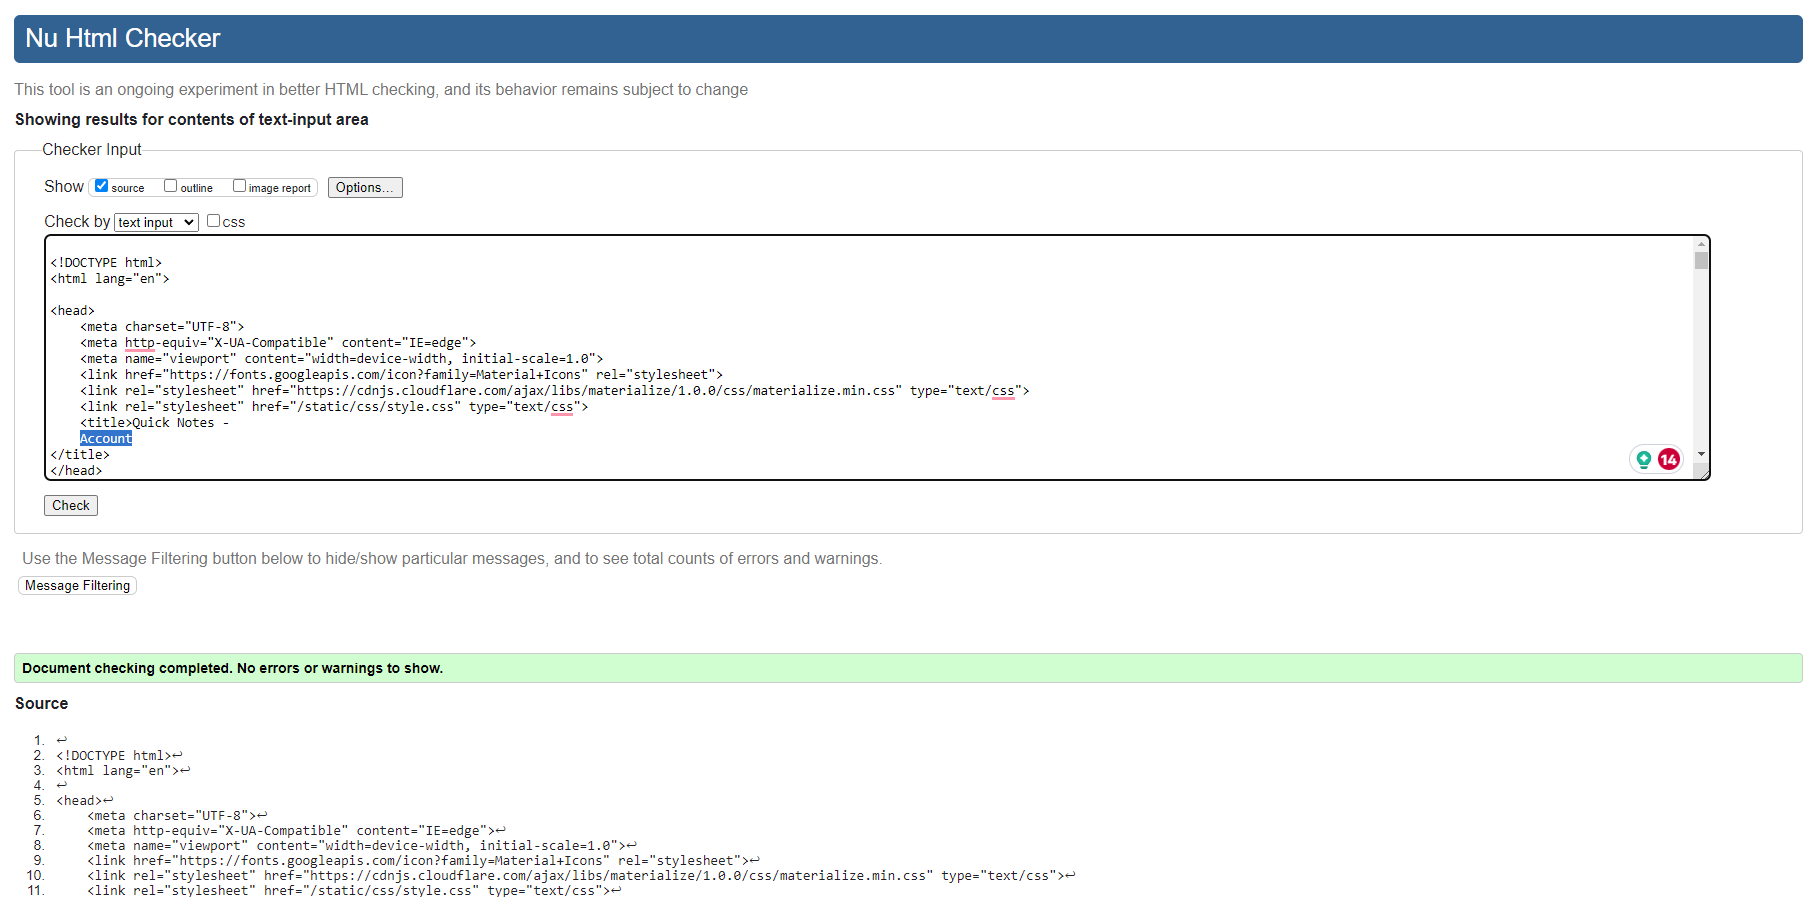 Nu Html Checker
This tool is an ongoing experiment in better HTML checking, and its behavior remains subject to change
Showing results for contents of text-input area
Checker Input
Show source outline image report Options...
Check by text input css
<!DOCTYPE html>
<html lang="en">
<head>
    <meta charset="UTF-8">
    <meta http-equiv="X-UA-Compatible" content="IE=edge">
    <meta name="viewport" content="width=device-width, initial-scale=1.0">
    <link href="https://fonts.googleapis.com/icon?family=Material+Icons" rel="stylesheet">
    <link rel="stylesheet" href="https://cdnjs.cloudflare.com/ajax/libs/materialize/1.0.0/css/materialize.min.css" type="text/css">
    <link rel="stylesheet" href="/static/css/style.css" type="text/css">
    <title>Quick Notes -
    Account
</title>
</head>
14
Check
Use the Message Filtering button below to hide/show particular messages, and to see total counts of errors and warnings.
Message Filtering
Document checking completed. No errors or warnings to show.
Source
1. ↩
2. <!DOCTYPE html>↩
3. <html lang="en">↩
4. ↩
5. <head>↩
6.     <meta charset="UTF-8">↩
7.     <meta http-equiv="X-UA-Compatible" content="IE=edge">↩
8.     <meta name="viewport" content="width=device-width, initial-scale=1.0">↩
9.     <link href="https://fonts.googleapis.com/icon?family=Material+Icons" rel="stylesheet">↩
10.     <link rel="stylesheet" href="https://cdnjs.cloudflare.com/ajax/libs/materialize/1.0.0/css/materialize.min.css" type="text/css">↩
11.     <link rel="stylesheet" href="/static/css/style.css" type="text/css">↩